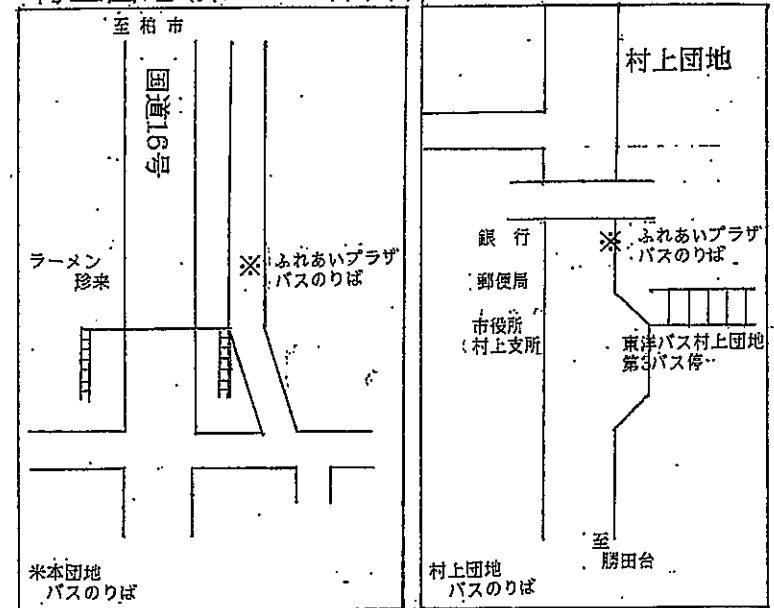 至柏市
国道16号
ラーメン
珍来
※ ふれあいプラザ
バスのりば
米本団地
バスのりば
村上団地
銀行
※ ふれあいプラザ
バスのりば
郵便局
市役所
(村上支所
東洋バス村上団地
第3バス停
至
勝田台
村上団地
バスのりば